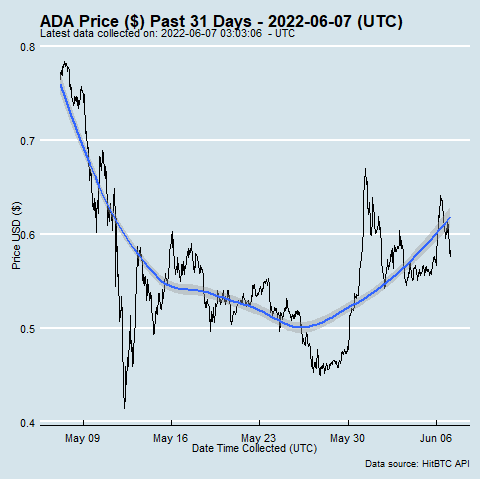 ADA Price ($) Past 31 Days - 2022-06-07 (UTC)
Latest data collected on: 2022-06-07 03:03:06 - UTC
0.8
0.7
0.6
0.5
0.4
Price USD ($)
May 09 May 16 May 23 May 30 Jun 06
Date Time Collected (UTC)
Data source: HitBTC API